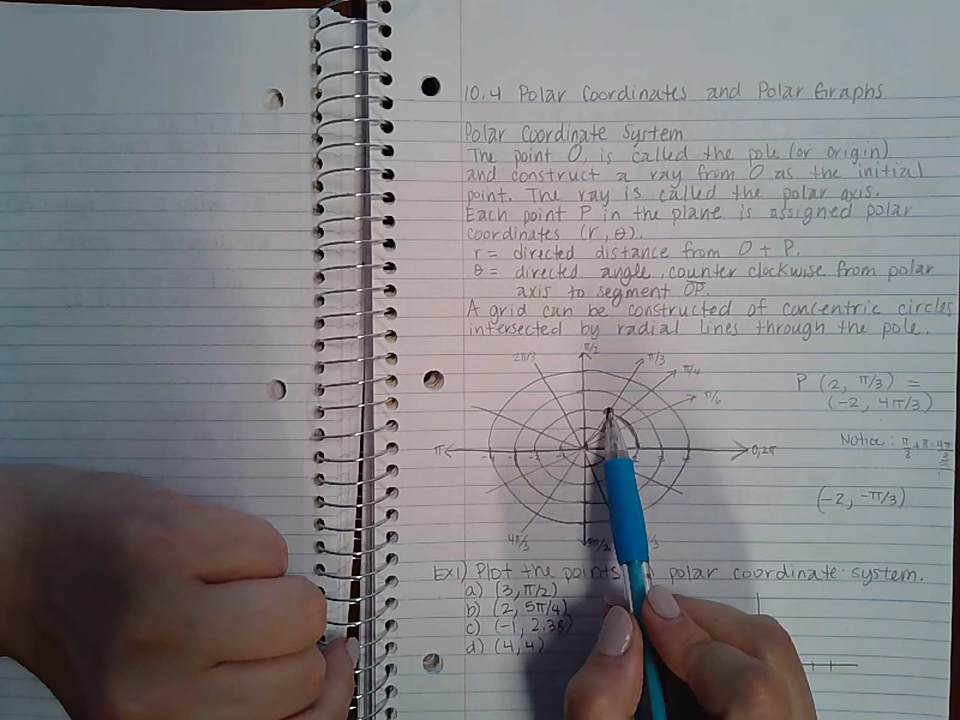 10.4 Polar Coordinates and Polar Graphs
Polar Coordinate System
The point O, is called the pole (or origin)
and construct a ray from O as the initial
point. The ray is called the polar axis.
Each point P in the plane is assigned polar
coordinates (r, θ).
r = directed distance from O + P.
θ = directed angle, counter clockwise from polar
axis to segment OP.
A grid can be constructed of concentric circles
intersected by radial lines through the pole.
2π/3 π/2 π/3
π/4
π/6
π 0,2π
4π/3 3π/2
P (2, π/3) =
(-2, 4π/3)
Notice: π/3 + π = 4π/3
(-2, -π/3)
EX1) Plot the points polar coordinate system.
a) (3, π/2)
b) (2, 5π/4)
c) (-1, 2.36)
d) (4,4)